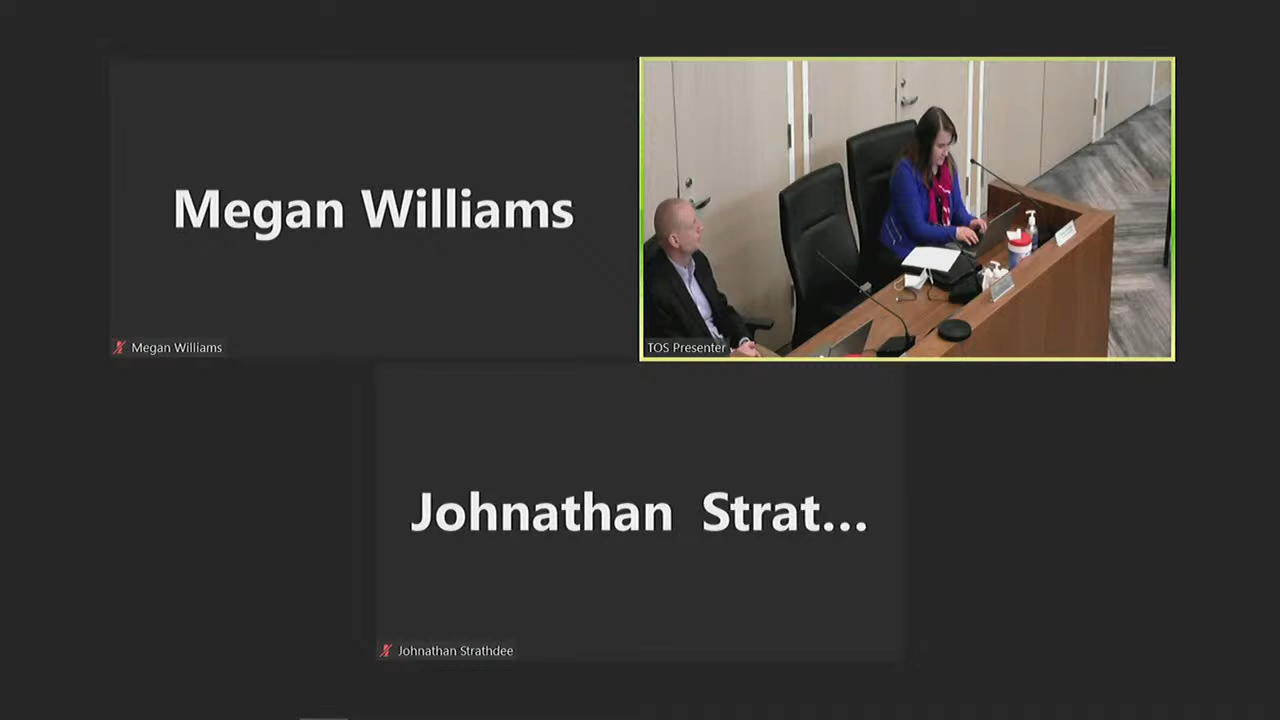 Megan Williams
Megan Williams
TOS Presenter
Johnathan Strat...
Johnathan Strathdee